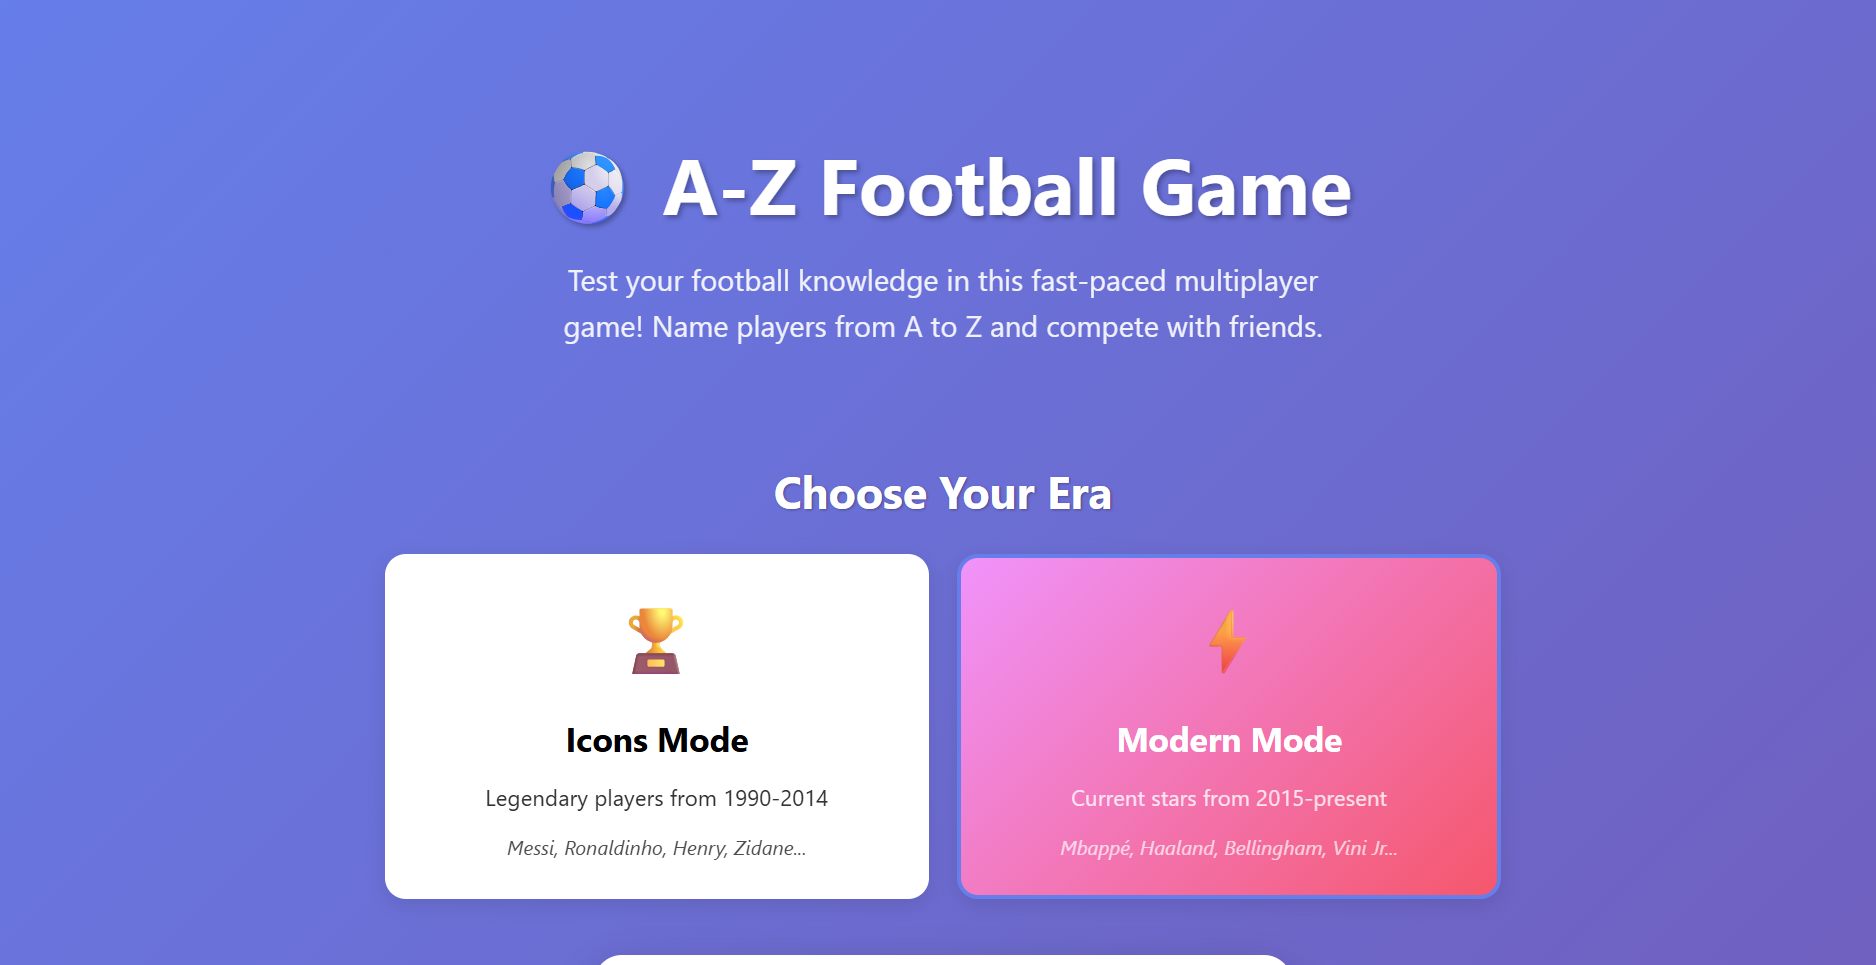 A-Z Football Game
Test your football knowledge in this fast-paced multiplayer
game! Name players from A to Z and compete with friends.
Choose Your Era
Icons Mode
Legendary players from 1990-2014
Messi, Ronaldinho, Henry, Zidane...
Modern Mode
Current stars from 2015-present
Mbappé, Haaland, Bellingham, Vini Jr...